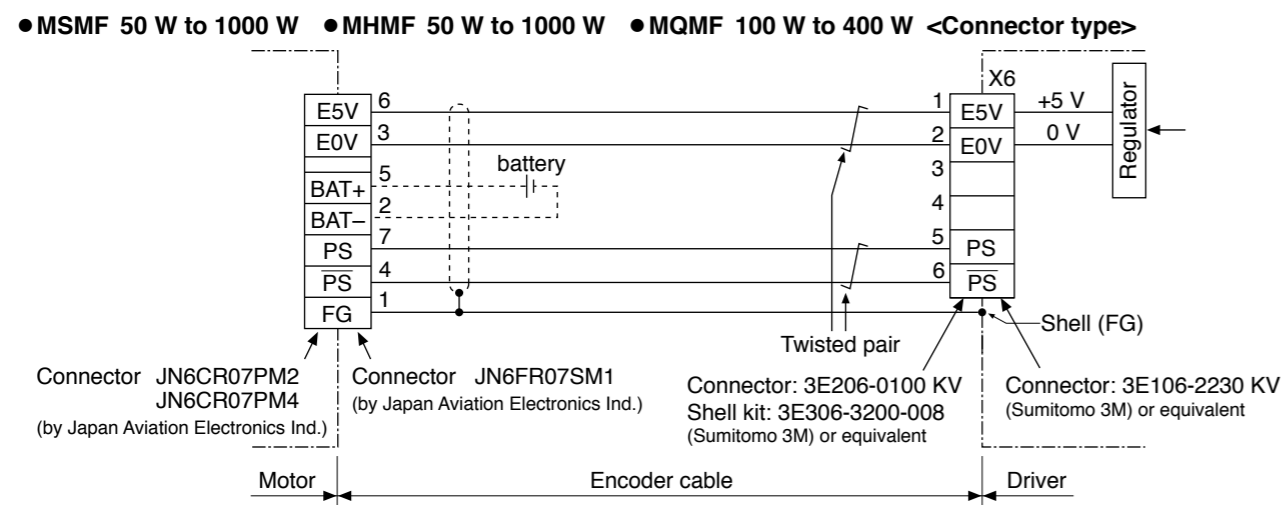 ●MSMF 50 W to 1000 W ●MHMF 50 W to 1000 W ●MQMF 100 W to 400 W <Connector type>
X6
E5V 6 1 E5V +5 V Regulator
E0V 3 2 E0V 0 V
battery
3
BAT+ 5
4
BAT– 2
PS 7 5 PS
P̅S̅ 4 6 P̅S̅
FG 1
Shell (FG)
Twisted pair
Connector JN6CR07PM2
JN6CR07PM4
(by Japan Aviation Electronics Ind.)
Connector JN6FR07SM1
(by Japan Aviation Electronics Ind.)
Connector: 3E206-0100 KV
Shell kit: 3E306-3200-008
(Sumitomo 3M) or equivalent
Connector: 3E106-2230 KV
(Sumitomo 3M) or equivalent
Motor Encoder cable Driver